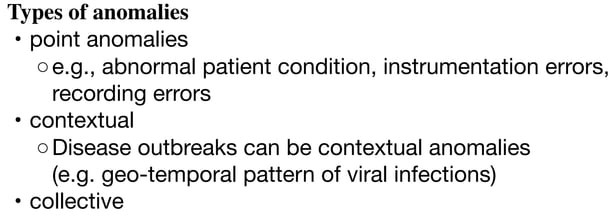 Types of anomalies
• point anomalies
○ e.g., abnormal patient condition, instrumentation errors,
recording errors
• contextual
○ Disease outbreaks can be contextual anomalies
(e.g. geo-temporal pattern of viral infections)
• collective